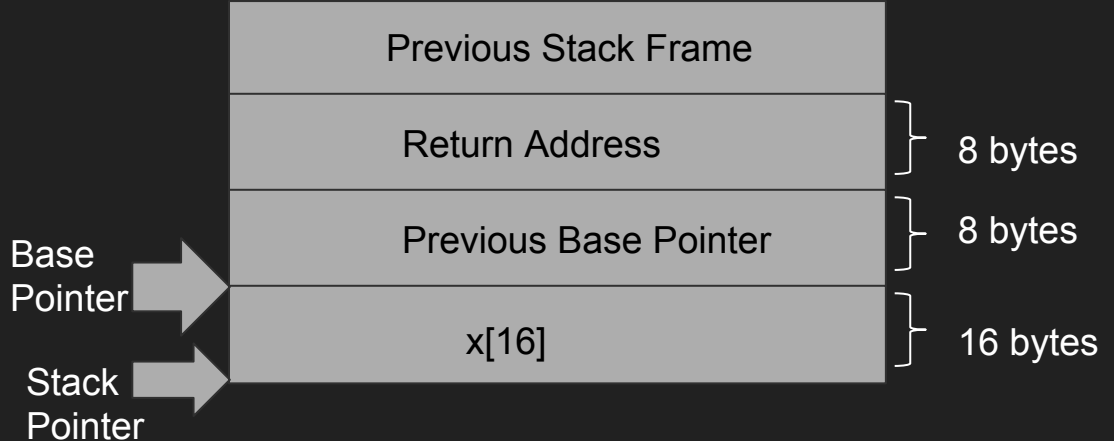 Previous Stack Frame
Return Address
8 bytes
Previous Base Pointer
8 bytes
Base
Pointer
x[16]
16 bytes
Stack
Pointer